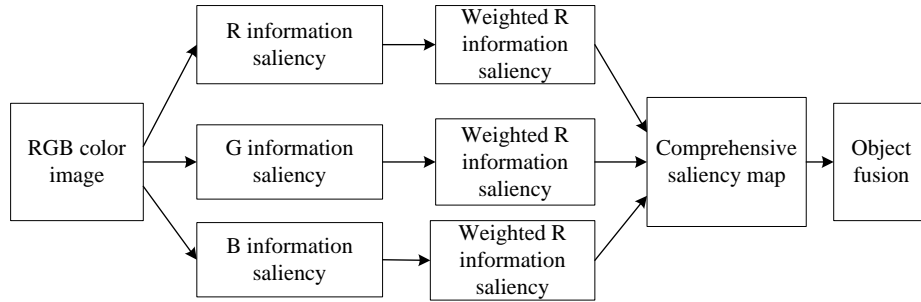 RGB color
image
R information
saliency
G information
saliency
B information
saliency
Weighted R
information
saliency
Weighted R
information
saliency
Weighted R
information
saliency
Comprehensive
saliency map
Object
fusion